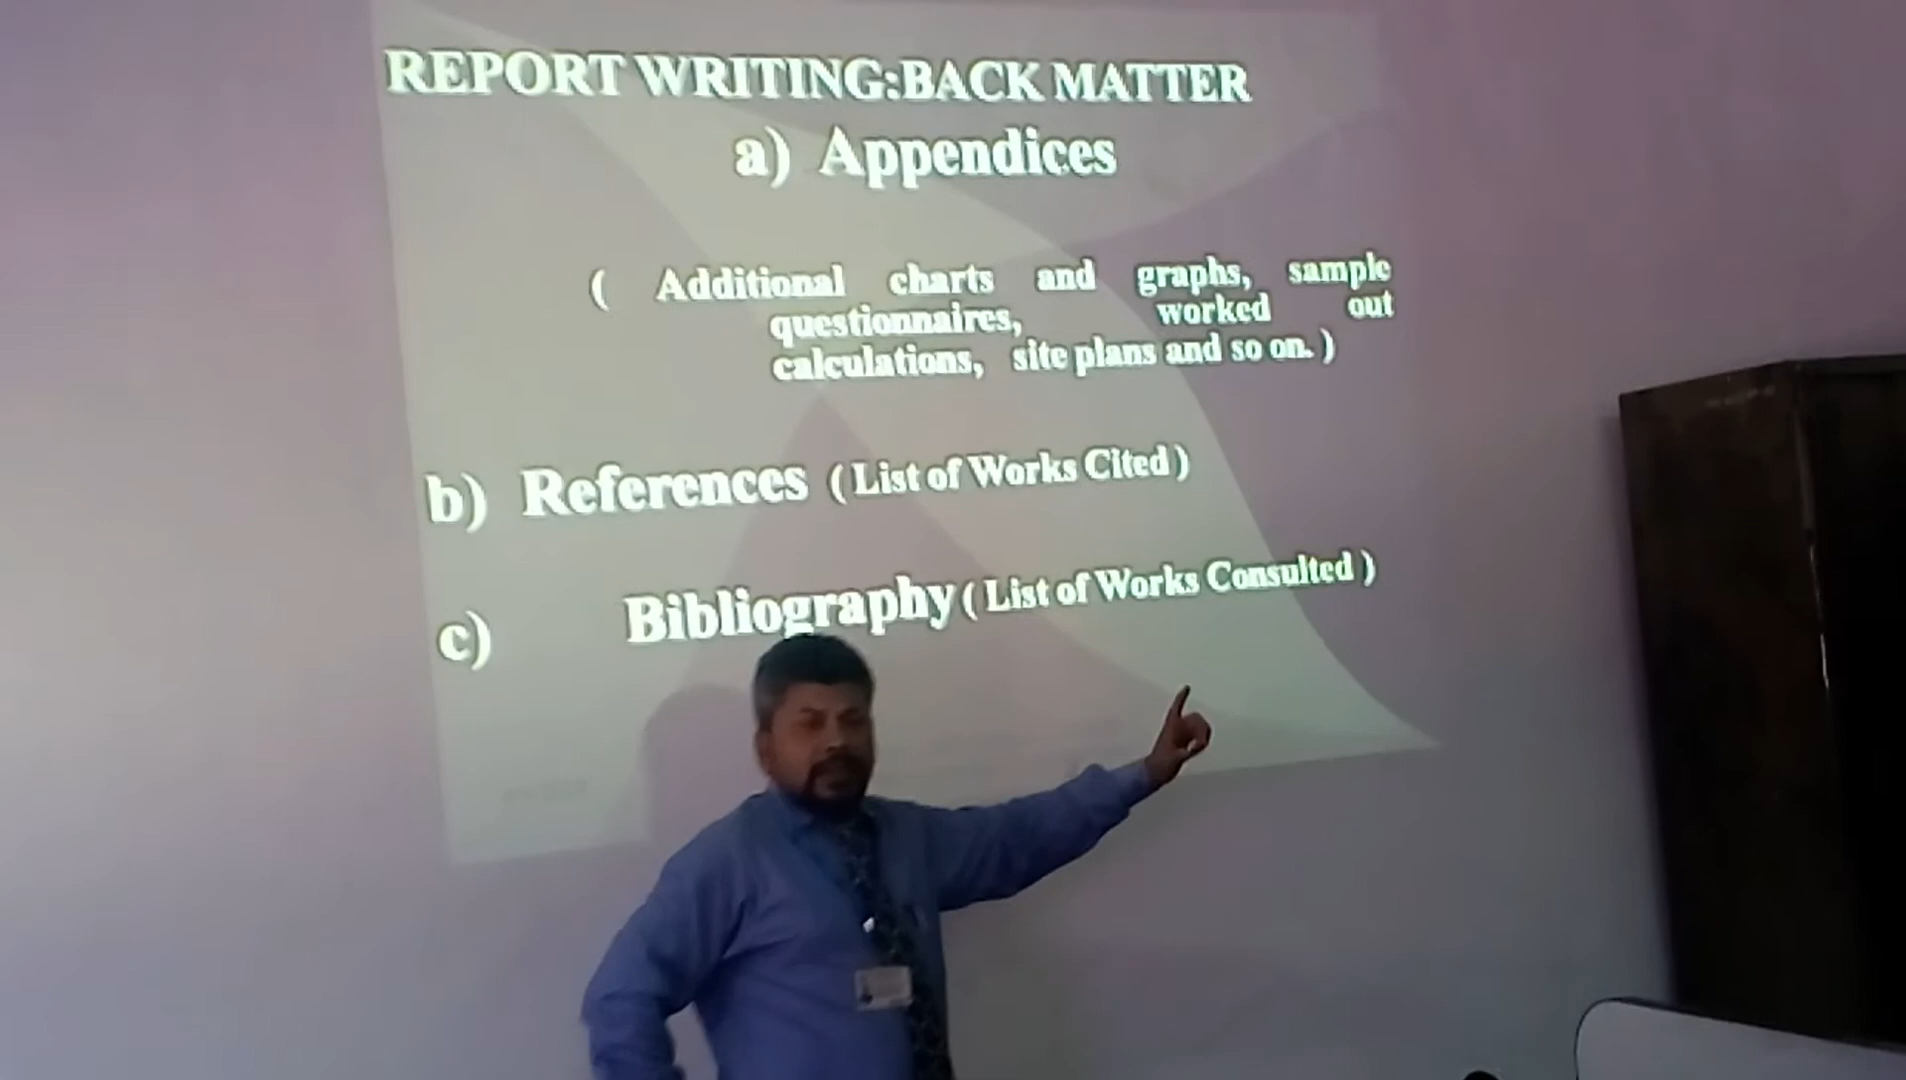 REPORT WRITING:BACK MATTER
a) Appendices
( Additional charts and graphs, sample
questionnaires, worked out
calculations, site plans and so on. )
b) References ( List of Works Cited )
c) Bibliography ( List of Works Consulted )